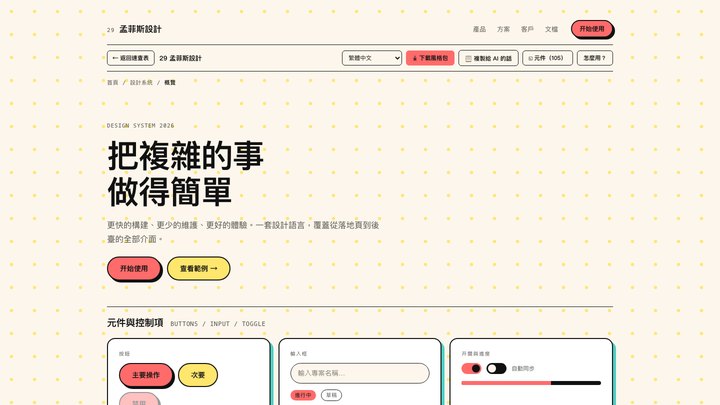 29 孟菲斯設計
產品 方案 客戶 文檔 开始使用
← 返回速查表 29 孟菲斯設計 繁體中文 下載風格包 複製給 AI 的話 元件（105） 怎麼用？
首頁 / 設計系統 / 概覽
DESIGN SYSTEM 2026
把複雜的事
做得簡單
更快的構建、更少的維護、更好的體驗。一套設計語言，覆蓋從落地頁到後
臺的全部介面。
开始使用 查看範例 →
元件與控制項 BUTTONS / INPUT / TOGGLE
按鈕
主要操作 次要
輸入框
輸入專案名稱…
進行中 草稿
開關與進度
自動同步